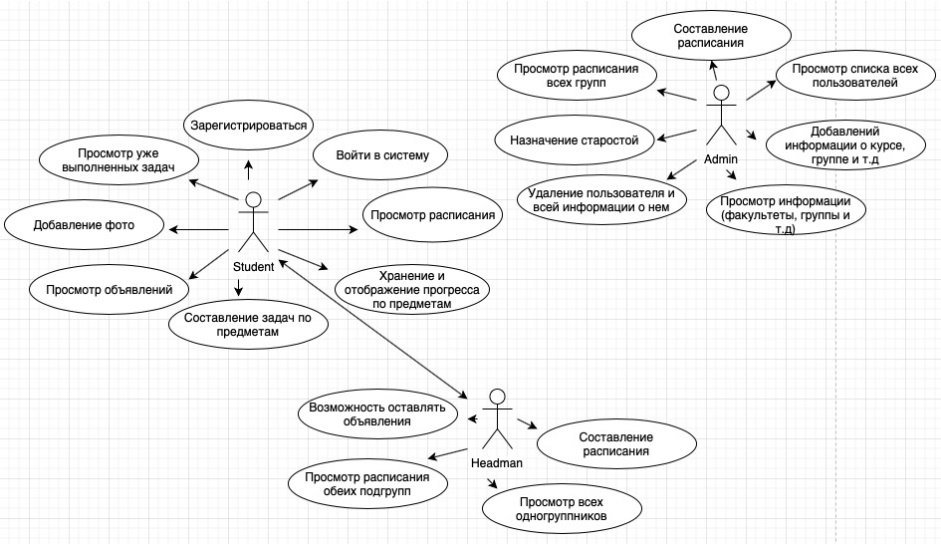 Составление
расписания
Просмотр расписания
всех групп
Просмотр списка всех
пользователей
Назначение старостой
Admin
Добавлений
информации о курсе,
группе и т.д
Удаление пользователя и
всей информации о нем
Просмотр информации
(факультеты, группы и
т.д)
Зарегистрироваться
Просмотр уже
выполненных задач
Войти в систему
Добавление фото
Просмотр расписания
Student
Просмотр объявлений
Хранение и
отображение прогресса
по предметам
Составление задач по
предметам
Возможность оставлять
объявления
Составление
расписания
Headman
Просмотр расписания
обеих подгрупп
Просмотр всех
одногруппников